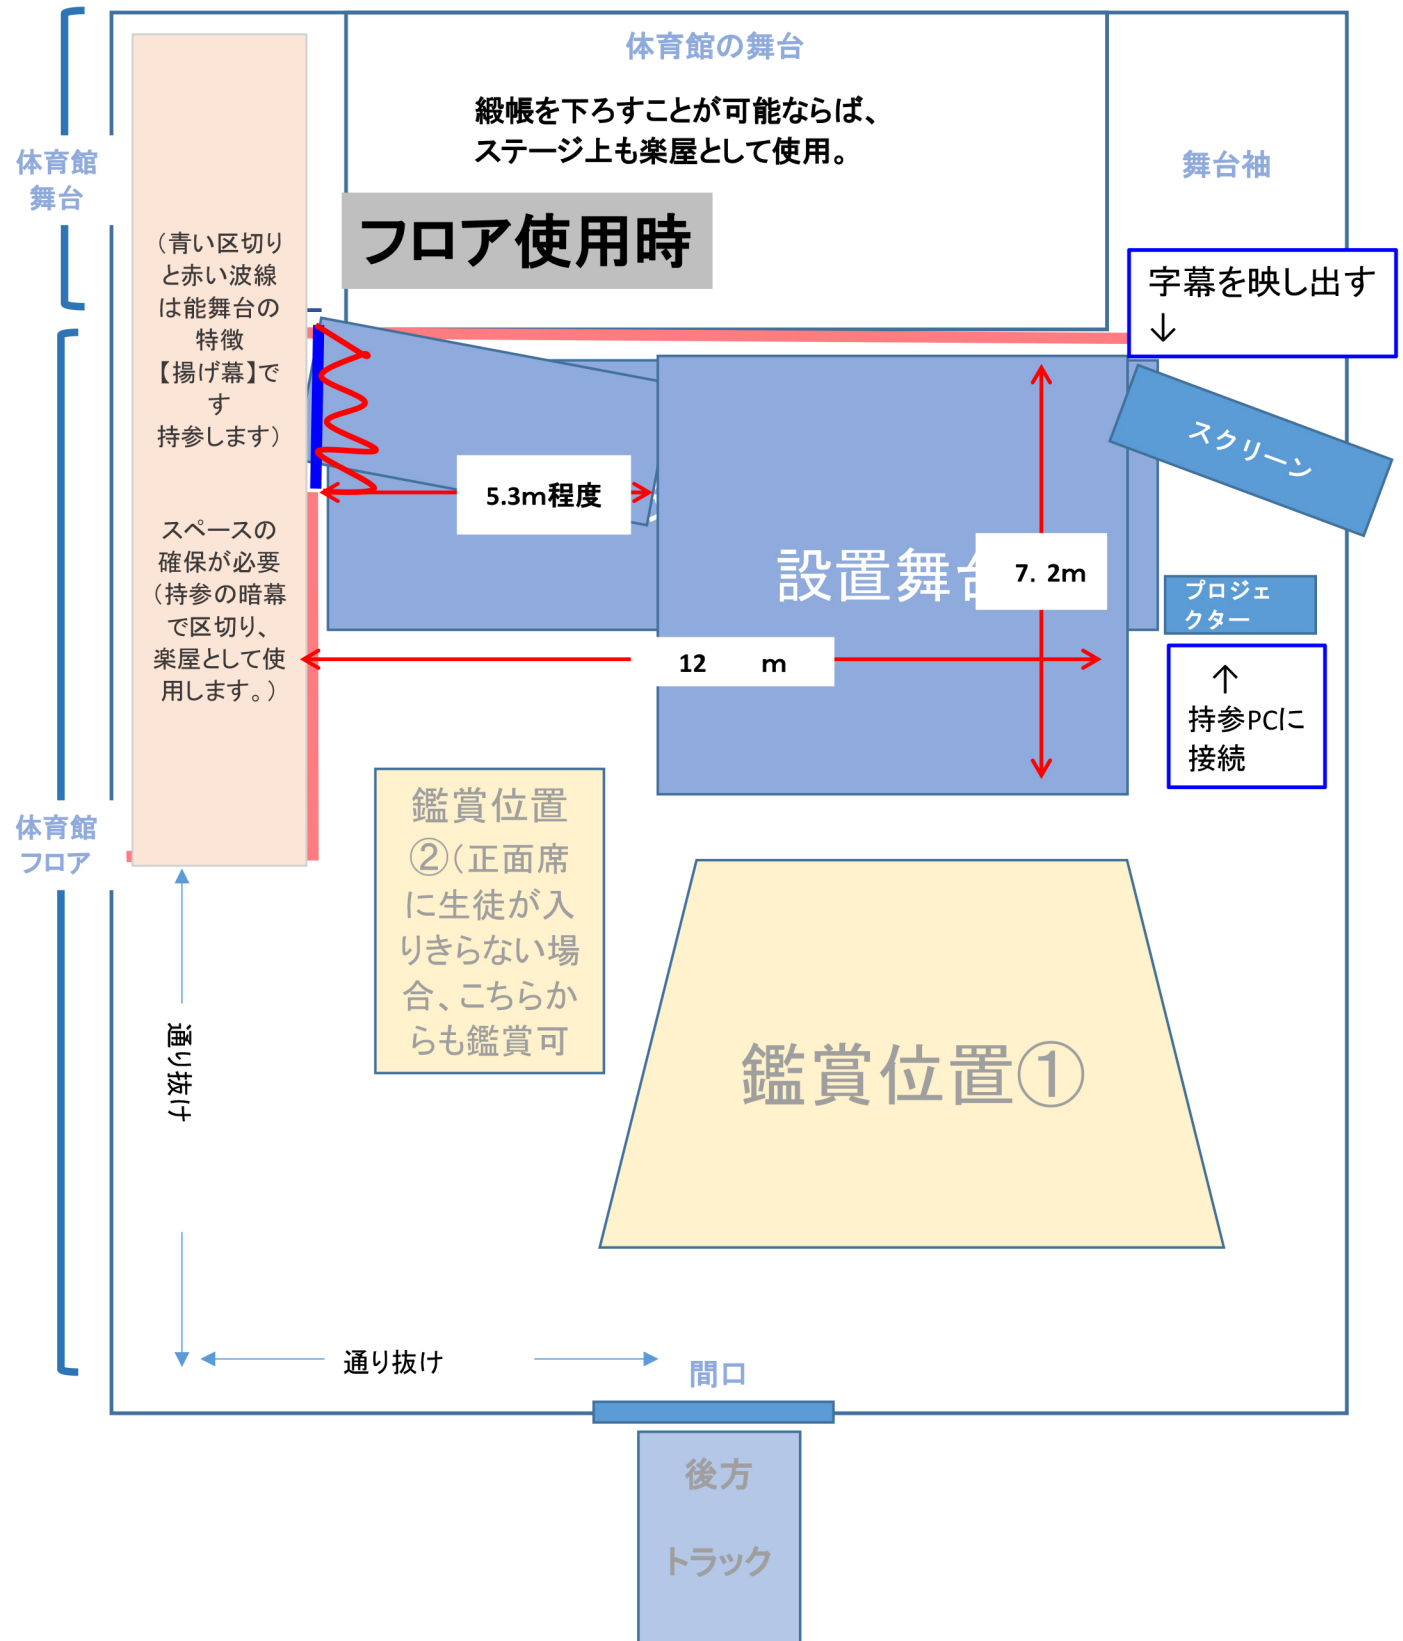 体育館の舞台
緞帳を下ろすことが可能ならば、
ステージ上も楽屋として使用。
体育館
舞台
舞台袖
フロア使用時
(青い区切り
と赤い波線
は能舞台の
特徴
【揚げ幕】で
す
持参します)
スペースの
確保が必要
(持参の暗幕
で区切り、
楽屋として使
用します。)
字幕を映し出す
↓
スクリーン
5.3m程度
設置舞台
7.2m
プロジェ
クター
12 m
↑
持参PCに
接続
体育館
フロア
鑑賞位置
②(正面席
に生徒が入
りきらない場
合、こちらか
らも鑑賞可
鑑賞位置①
通り抜け
通り抜け
間口
後方
トラック